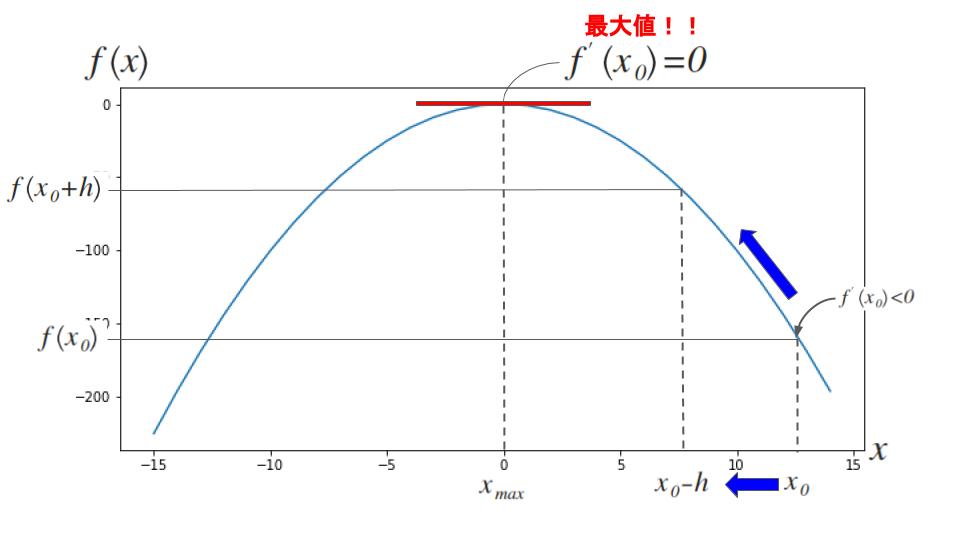 最大値！！
f(x)
f′(x₀)=0
0
f(x₀+h)
−100
f′(x₀)<0
f(x₀)
−200
−15
−10
−5
0
5
10
15
x
x_max
x₀−h
x₀